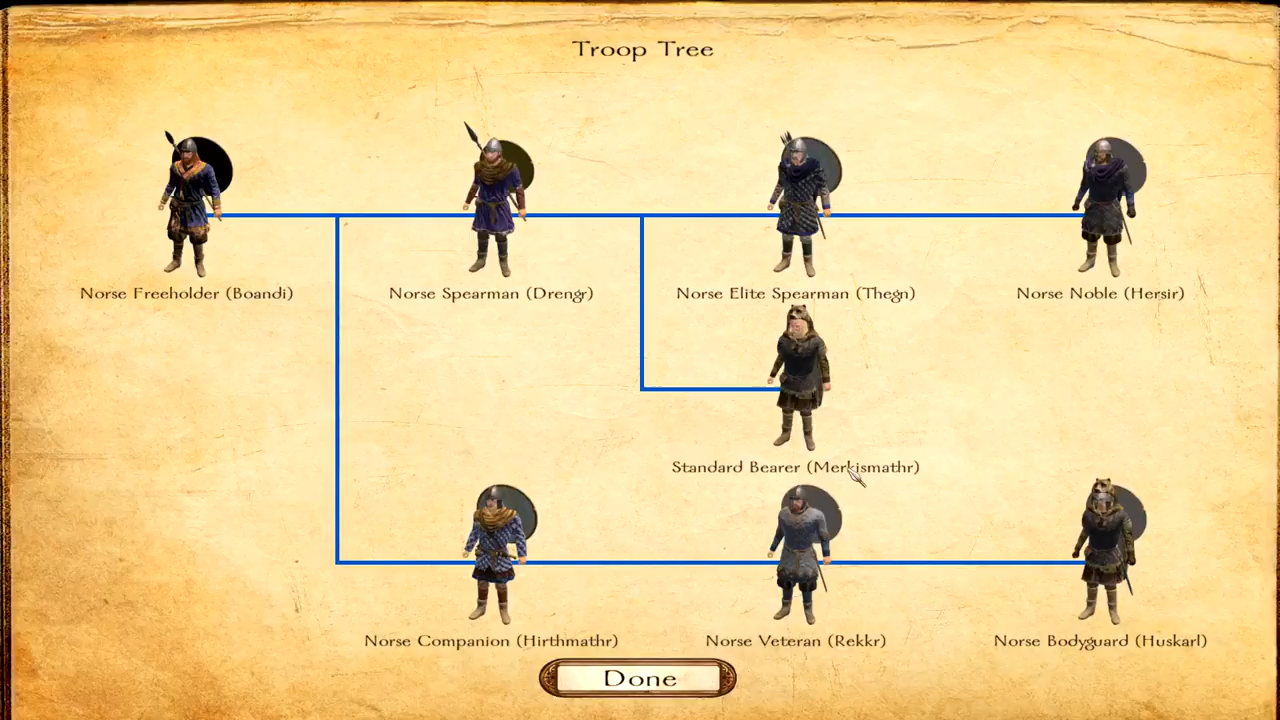 Troop Tree
Norse Freeholder (Boandi)
Norse Spearman (Drengr)
Norse Elite Spearman (Thegn)
Norse Noble (Hersir)
Standard Bearer (Merkismathr)
Norse Companion (Hirthmathr)
Norse Veteran (Rekkr)
Norse Bodyguard (Huskarl)
Done